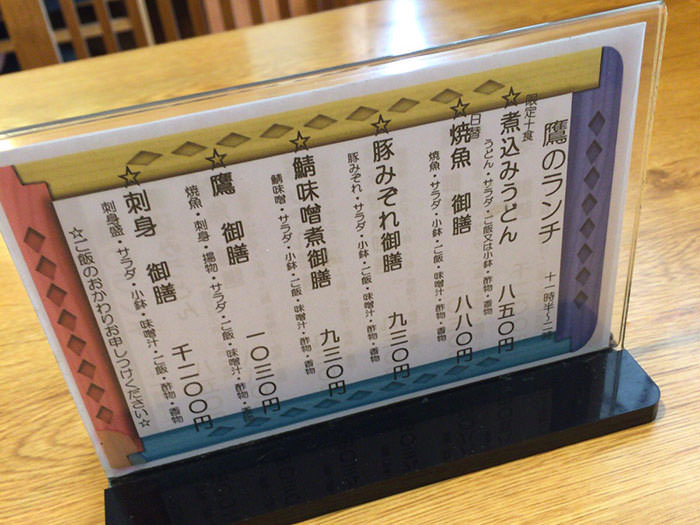 鷹のランチ 十一時半～二時
限定十食
☆煮込みうどん 八五〇円
うどん・サラダ・ご飯又は小鉢・酢物・香物
日替
☆焼魚 御膳 八八〇円
焼魚・サラダ・小鉢・ご飯・味噌汁・酢物・香物
☆豚みぞれ御膳 九三〇円
豚みぞれ・サラダ・小鉢・ご飯・味噌汁・酢物・香物
☆鯖味噌煮御膳 九三〇円
鯖味噌・サラダ・小鉢・ご飯・味噌汁・酢物・香物
☆鷹 御膳 一〇三〇円
焼魚・刺身・揚物・サラダ・ご飯・味噌汁・酢物・香物
☆刺身 御膳 千二〇〇円
刺身盛・サラダ・小鉢・味噌汁・ご飯・酢物・香物
☆ご飯のおかわりお申しつけください☆